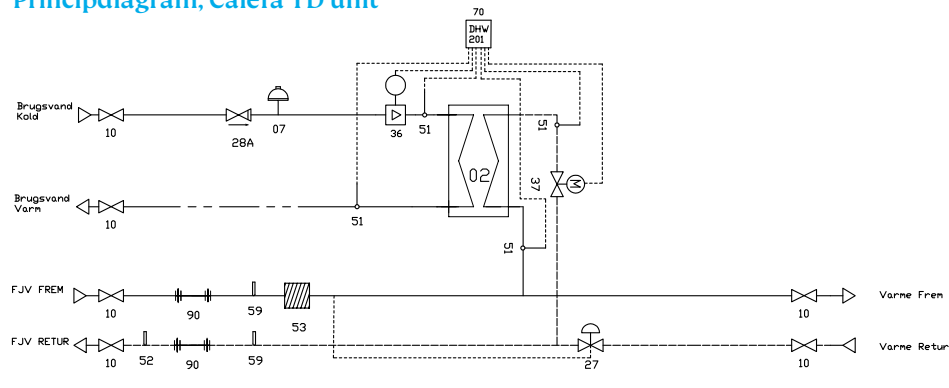 Principdiagram, Calefa TD unit
70
DHW
201
Brugsvand
Kold
10
28A
07
36
51
51
02
37
M
Brugsvand
Varm
10
51
51
FJV FREM
10
90
59
53
10
Varme Frem
FJV RETUR
10
52
90
59
27
10
Varme Retur